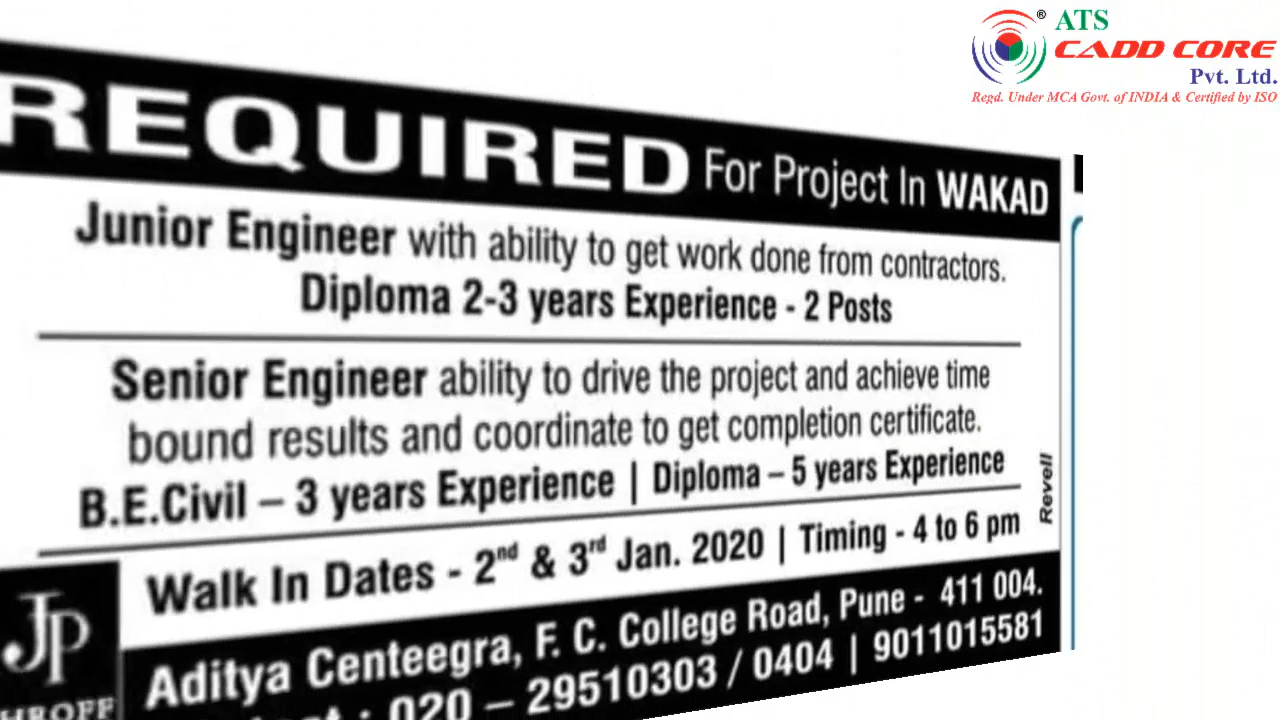 ATS
CADD CORE
Pvt. Ltd.
Regd. Under MCA Govt. of INDIA & Certified by ISO
REQUIRED For Project In WAKAD
Junior Engineer with ability to get work done from contractors.
Diploma 2-3 years Experience - 2 Posts
Senior Engineer ability to drive the project and achieve time
bound results and coordinate to get completion certificate.
B.E.Civil – 3 years Experience | Diploma – 5 years Experience
Revell
Walk In Dates - 2nd & 3rd Jan. 2020 | Timing - 4 to 6 pm
JP
Aditya Centeegra, F. C. College Road, Pune - 411 004.
: 020 – 29510303 / 0404 | 9011015581